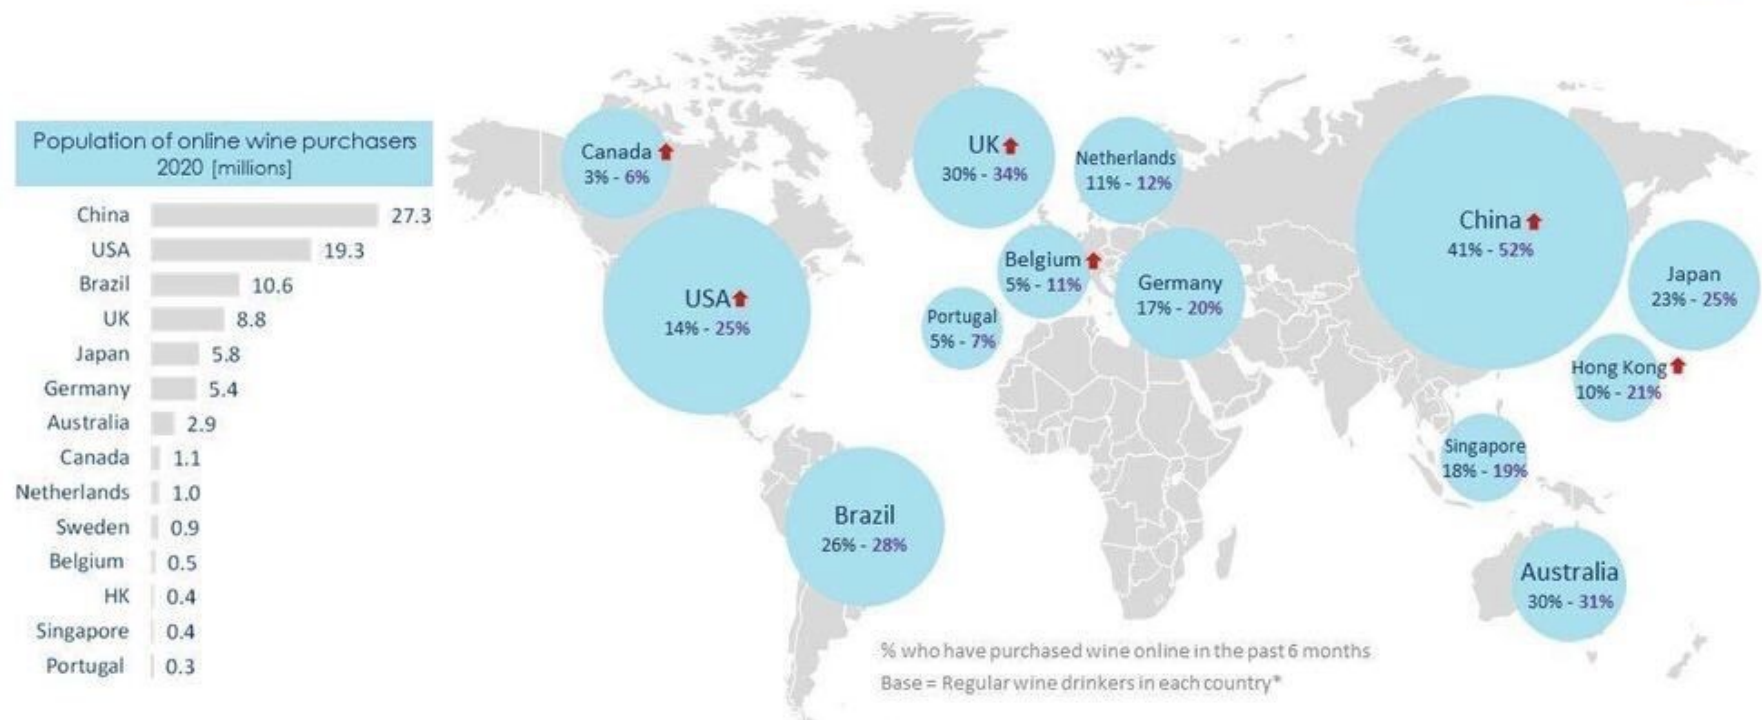 Population of online wine purchasers
2020 [millions]
China 27.3
USA 19.3
Brazil 10.6
UK 8.8
Japan 5.8
Germany 5.4
Australia 2.9
Canada 1.1
Netherlands 1.0
Sweden 0.9
Belgium 0.5
HK 0.4
Singapore 0.4
Portugal 0.3
Canada
3% - 6%
USA
14% - 25%
Brazil
26% - 28%
UK
30% - 34%
Netherlands
11% - 12%
Belgium
5% - 11%
Portugal
5% - 7%
Germany
17% - 20%
China
41% - 52%
Japan
23% - 25%
Hong Kong
10% - 21%
Singapore
18% - 19%
Australia
30% - 31%
% who have purchased wine online in the past 6 months
Base = Regular wine drinkers in each country*